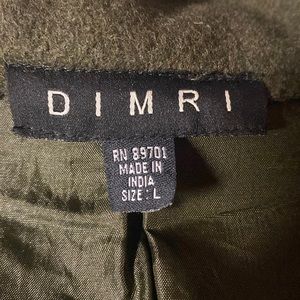 DIMRI
RN 89701
MADE IN
INDIA
SIZE: L